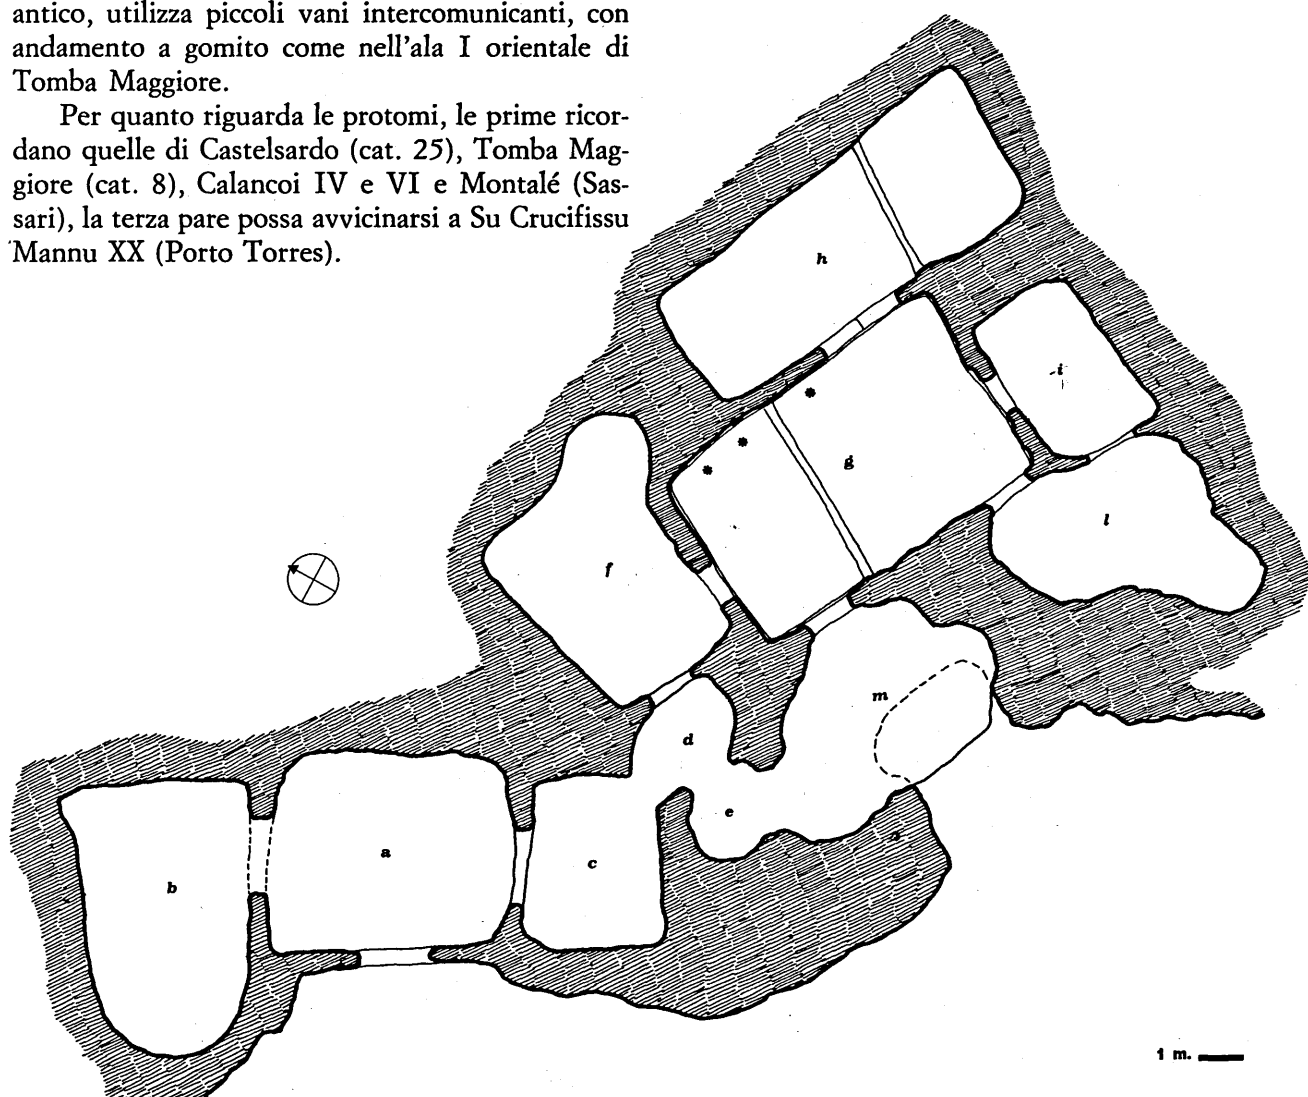 antico, utilizza piccoli vani intercomunicanti, con
andamento a gomito come nell'ala I orientale di
Tomba Maggiore.
Per quanto riguarda le protomi, le prime ricor-
dano quelle di Castelsardo (cat. 25), Tomba Mag-
giore (cat. 8), Calancoi IV e VI e Montalé (Sas-
sari), la terza pare possa avvicinarsi a Su Crucifissu
Mannu XX (Porto Torres).
h
i
g
l
f
m
d
e
a
c
b
1 m.